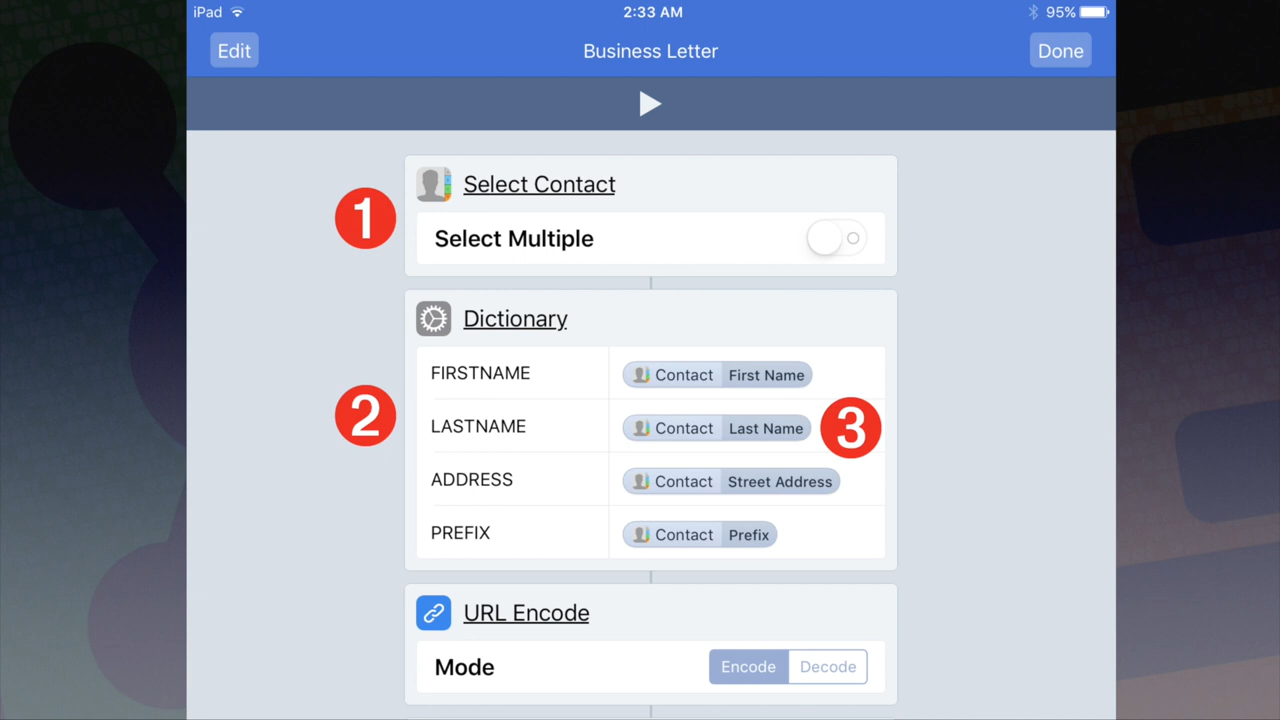 iPad 2:33 AM 95%
Edit Business Letter Done
Select Contact
1
Select Multiple
Dictionary
FIRSTNAME Contact First Name
2
LASTNAME Contact Last Name 3
ADDRESS Contact Street Address
PREFIX Contact Prefix
URL Encode
Mode Encode Decode